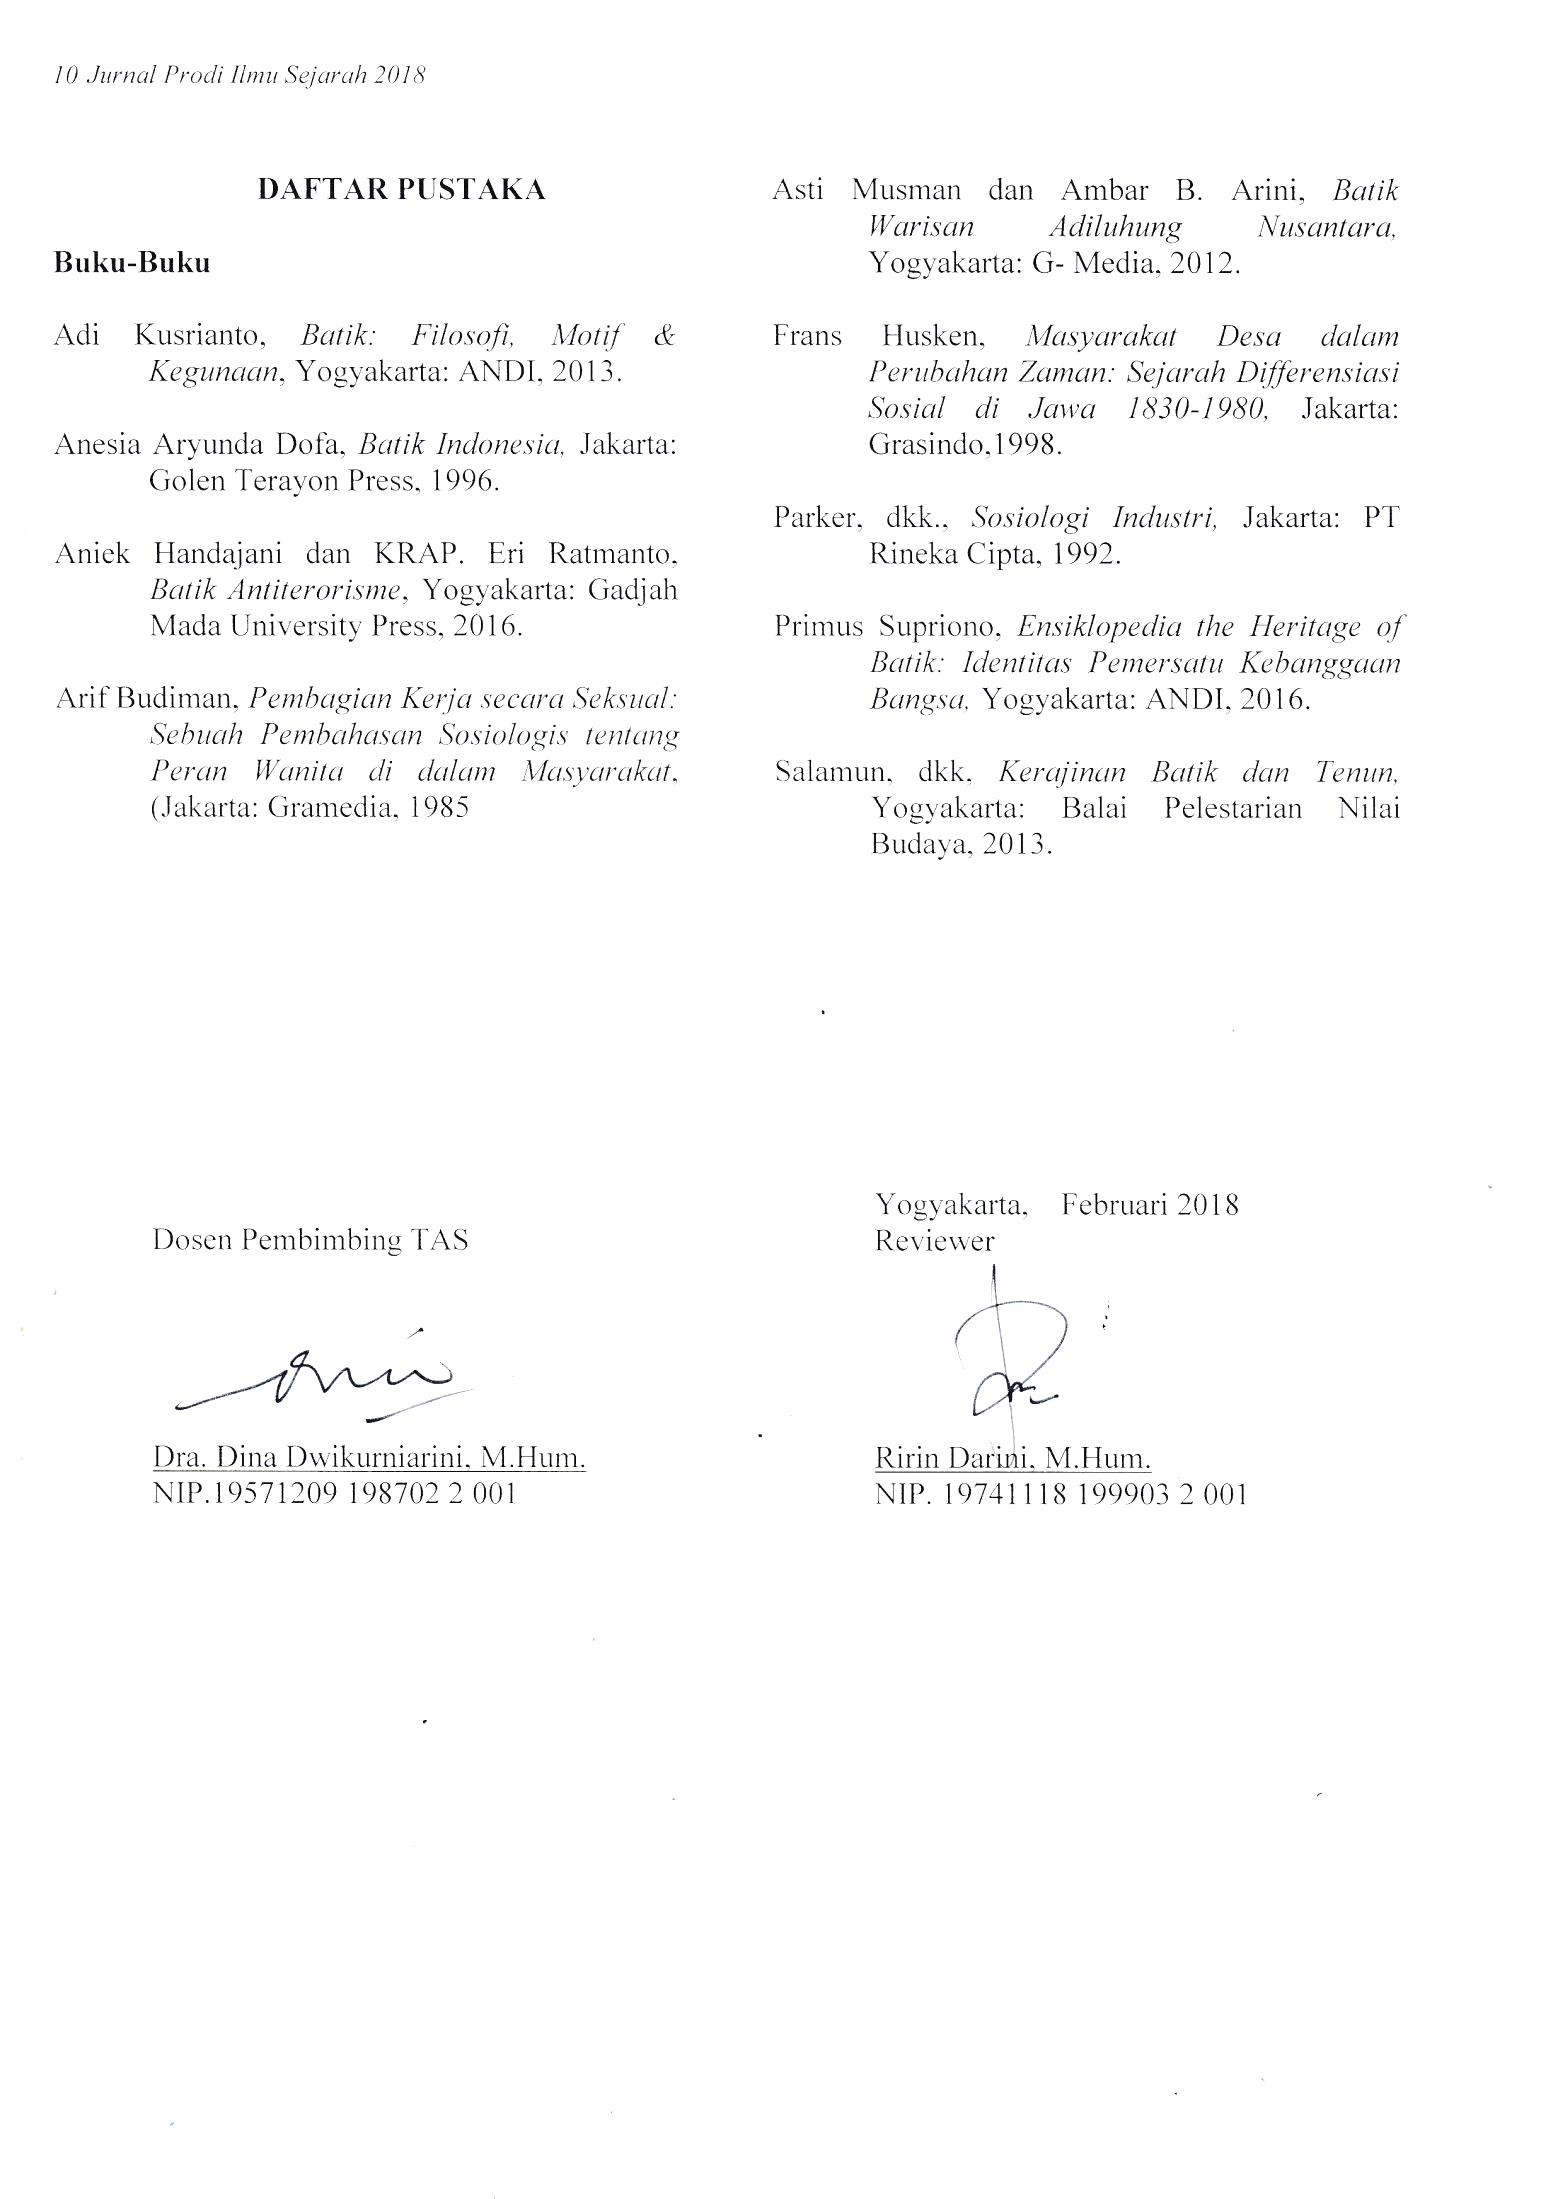 10 Jurnal Prodi Ilmu Sejarah 2018
DAFTAR PUSTAKA
Buku-Buku
Adi Kusrianto, Batik: Filosofi, Motif &
Kegunaan, Yogyakarta: ANDI, 2013.
Anesia Aryunda Dofa, Batik Indonesia, Jakarta:
Golen Terayon Press, 1996.
Aniek Handajani dan KRAP. Eri Ratmanto,
Batik Antiterorisme, Yogyakarta: Gadjah
Mada University Press, 2016.
Arif Budiman, Pembagian Kerja secara Seksual:
Sebuah Pembahasan Sosiologis tentang
Peran Wanita di dalam Masyarakat,
(Jakarta: Gramedia, 1985
Asti Musman dan Ambar B. Arini, Batik
Warisan Adiluhung Nusantara,
Yogyakarta: G- Media, 2012.
Frans Husken, Masyarakat Desa dalam
Perubahan Zaman: Sejarah Differensiasi
Sosial di Jawa 1830-1980, Jakarta:
Grasindo,1998.
Parker, dkk., Sosiologi Industri, Jakarta: PT
Rineka Cipta, 1992.
Primus Supriono, Ensiklopedia the Heritage of
Batik: Identitas Pemersatu Kebanggaan
Bangsa, Yogyakarta: ANDI, 2016.
Salamun, dkk, Kerajinan Batik dan Tenun,
Yogyakarta: Balai Pelestarian Nilai
Budaya, 2013.
Dosen Pembimbing TAS
Dra. Dina Dwikurniarini, M.Hum.
NIP.19571209 198702 2 001
Yogyakarta, Februari 2018
Reviewer
Ririn Darini, M.Hum.
NIP. 19741118 199903 2 001